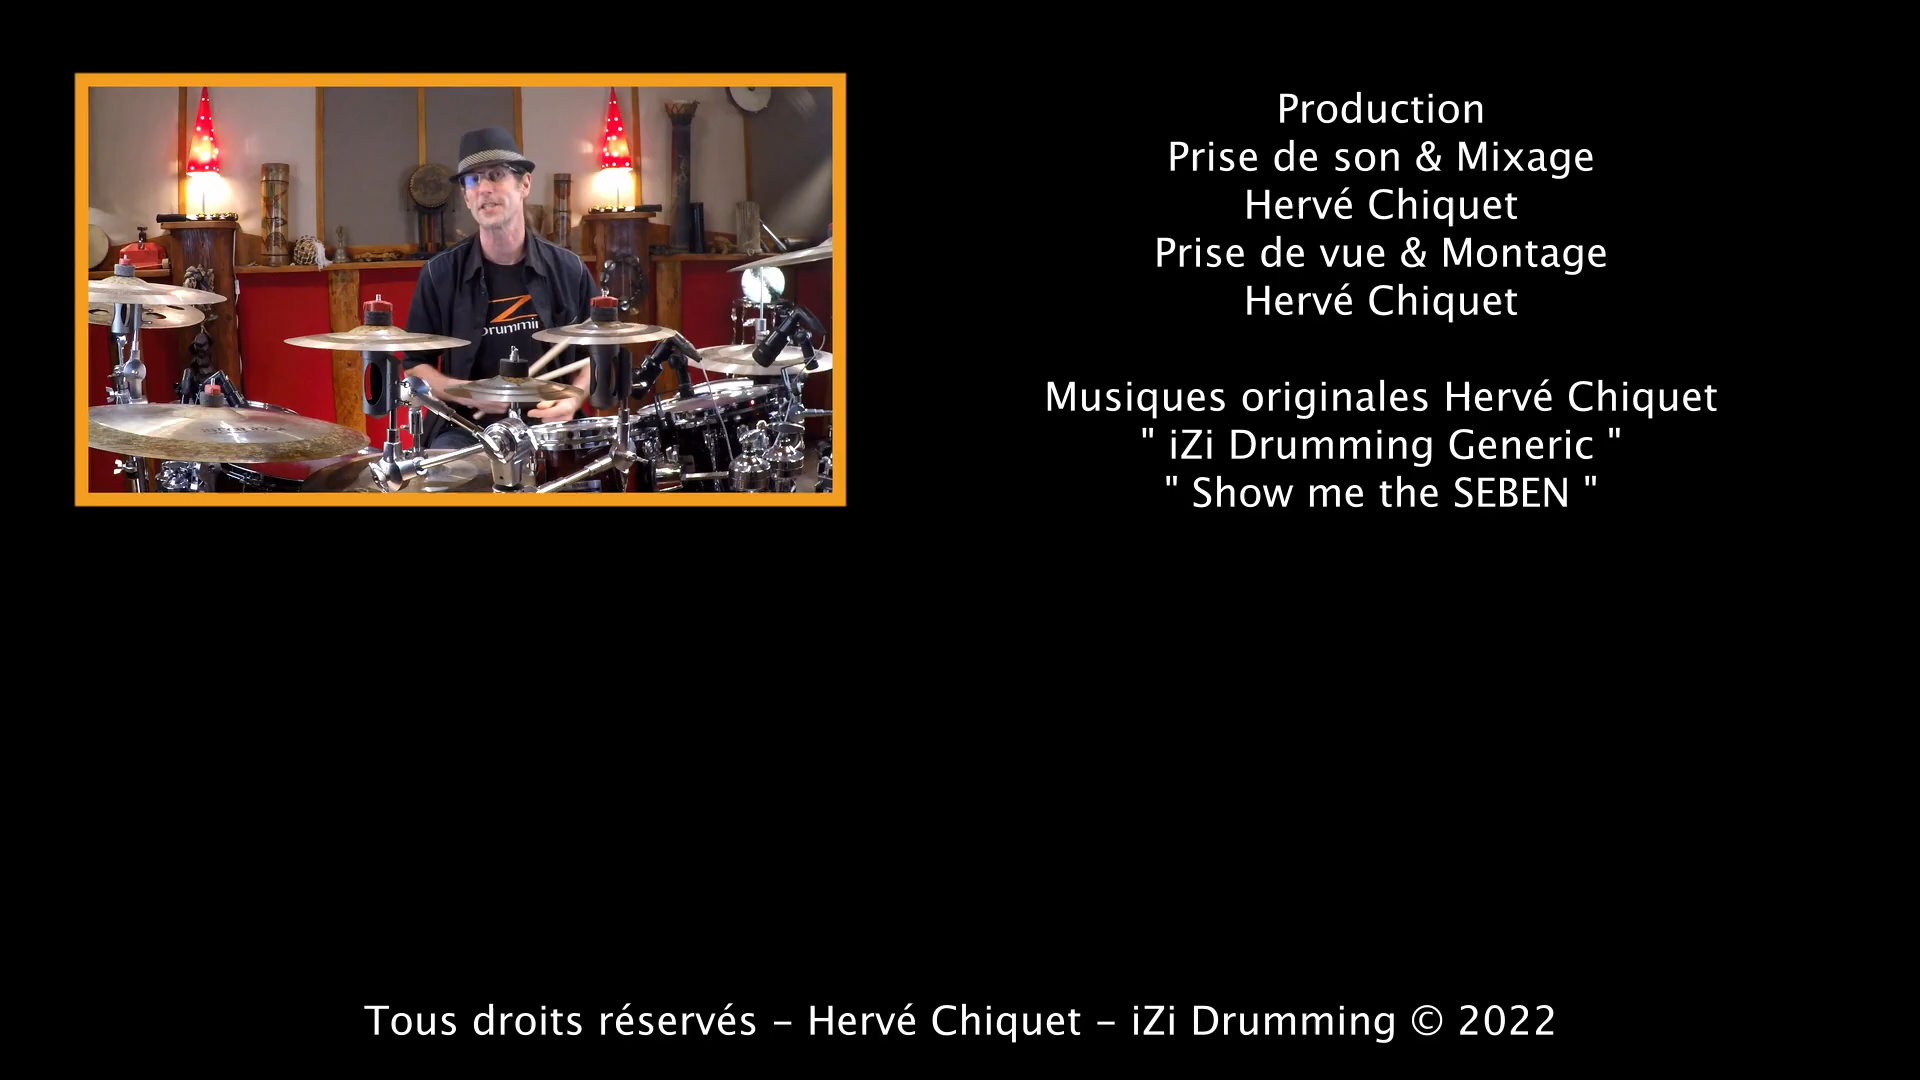 Production
Prise de son & Mixage
Hervé Chiquet
Prise de vue & Montage
Hervé Chiquet
Musiques originales Hervé Chiquet
" iZi Drumming Generic "
" Show me the SEBEN "
Tous droits réservés – Hervé Chiquet – iZi Drumming © 2022